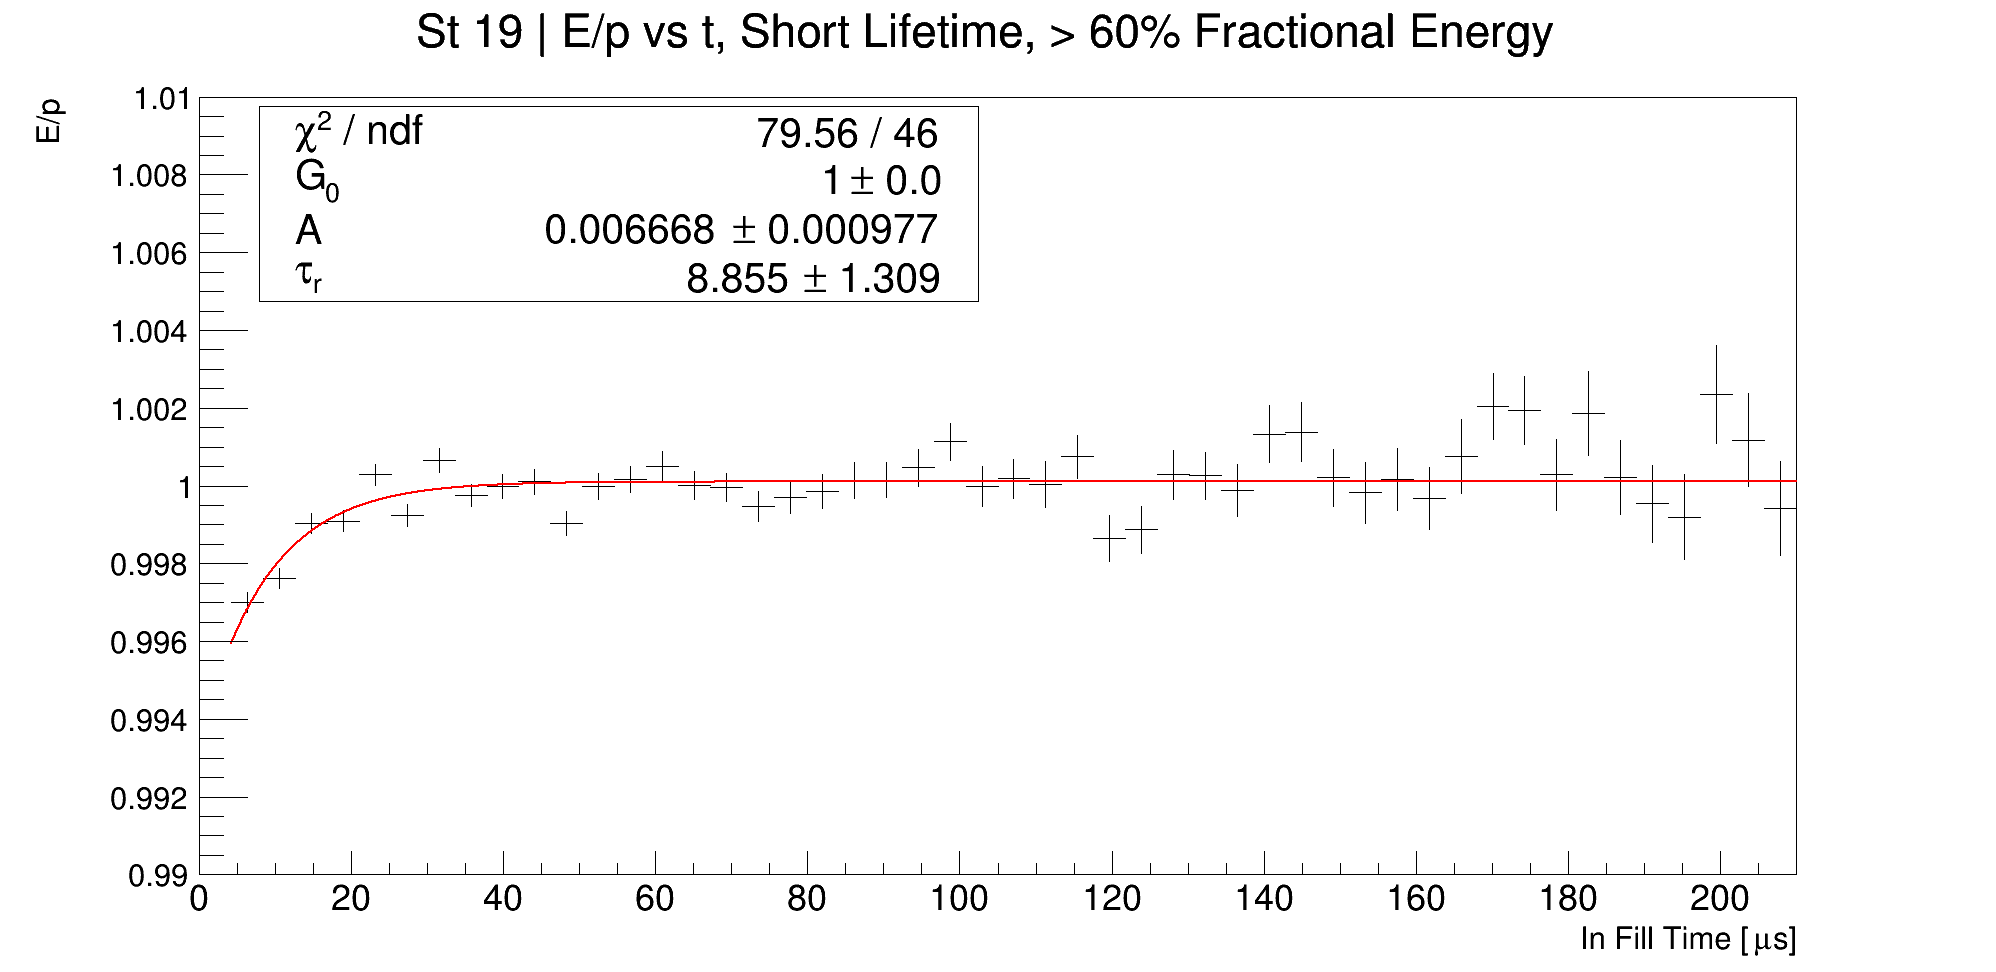 St 19 | E/p vs t, Short Lifetime, > 60% Fractional Energy
E/p
χ² / ndf 79.56 / 46
G₀ 1 ± 0.0
A 0.006668 ± 0.000977
τᵣ 8.855 ± 1.309
1.01
1.008
1.006
1.004
1.002
1
0.998
0.996
0.994
0.992
0.99
0 20 40 60 80 100 120 140 160 180 200
In Fill Time [μs]